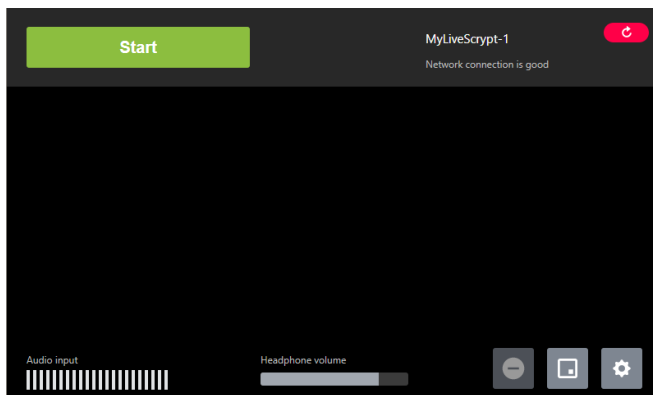 Start
MyLiveScrypt-1
Network connection is good
Audio input
Headphone volume